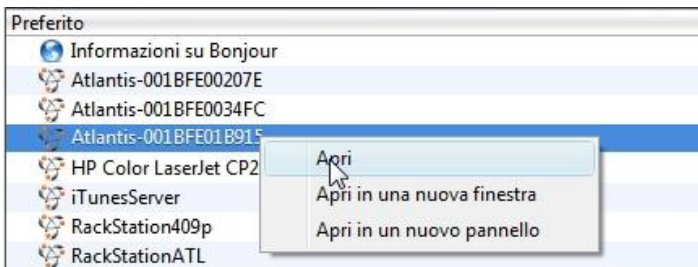 Preferito
Informazioni su Bonjour
Atlantis-001BFE00207E
Atlantis-001BFE0034FC
Atlantis-001BFE01B915
HP Color LaserJet CP2
iTunesServer
RackStation409p
RackStationATL
Apri
Apri in una nuova finestra
Apri in un nuovo pannello